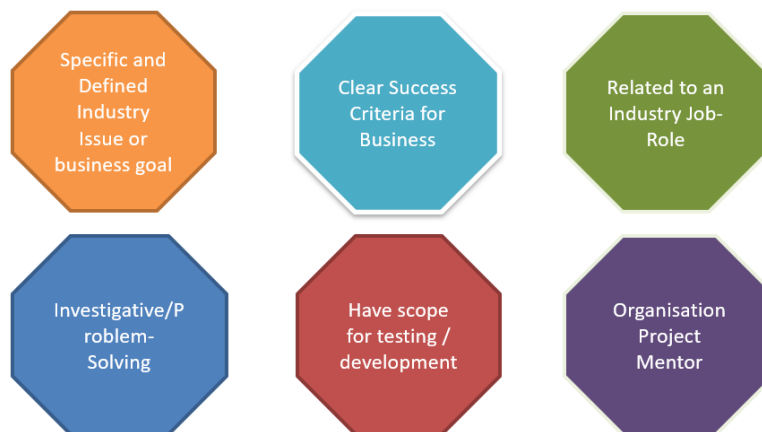 Specific and
Defined
Industry
Issue or
business goal
Clear Success
Criteria for
Business
Related to an
Industry Job-
Role
Investigative/P
roblem-
Solving
Have scope
for testing /
development
Organisation
Project
Mentor